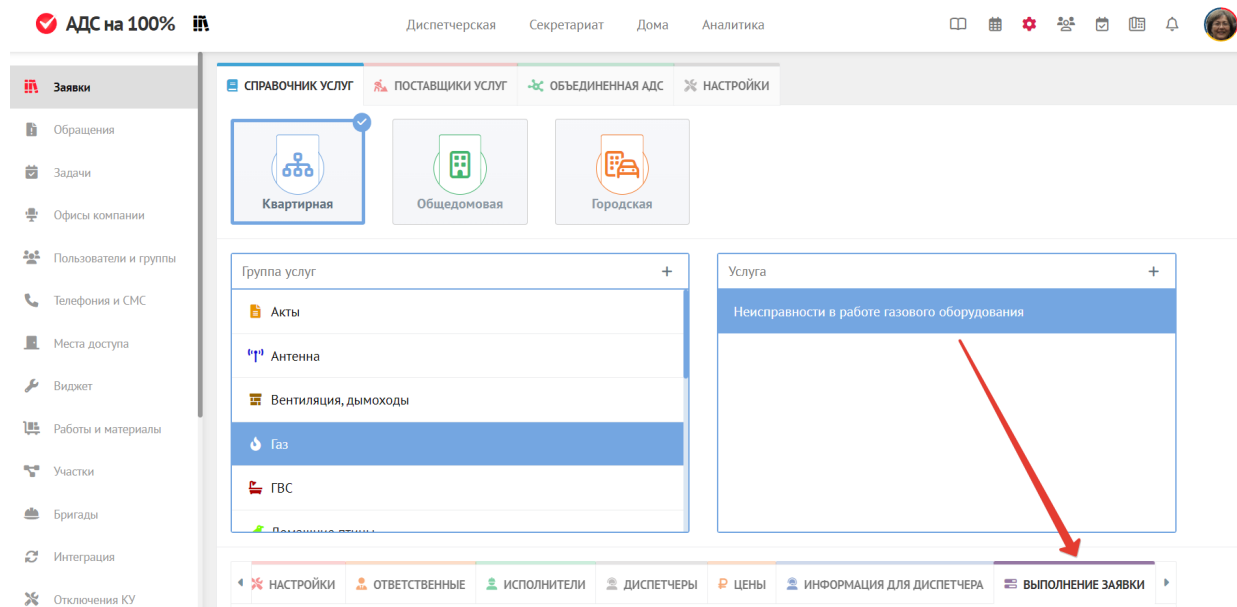 АДС на 100%
Диспетчерская Секретариат Дома Аналитика
Заявки
Обращения
Задачи
Офисы компании
Пользователи и группы
Телефония и СМС
Места доступа
Виджет
Работы и материалы
Участки
Бригады
Интеграция
Отключения КУ
СПРАВОЧНИК УСЛУГ ПОСТАВЩИКИ УСЛУГ ОБЪЕДИНЕННАЯ АДС НАСТРОЙКИ
Квартирная Общедомовая Городская
Группа услуг +
Акты
Антенна
Вентиляция, дымоходы
Газ
ГВС
Услуга +
Неисправности в работе газового оборудования
НАСТРОЙКИ ОТВЕТСТВЕННЫЕ ИСПОЛНИТЕЛИ ДИСПЕТЧЕРЫ ЦЕНЫ ИНФОРМАЦИЯ ДЛЯ ДИСПЕТЧЕРА ВЫПОЛНЕНИЕ ЗАЯВКИ